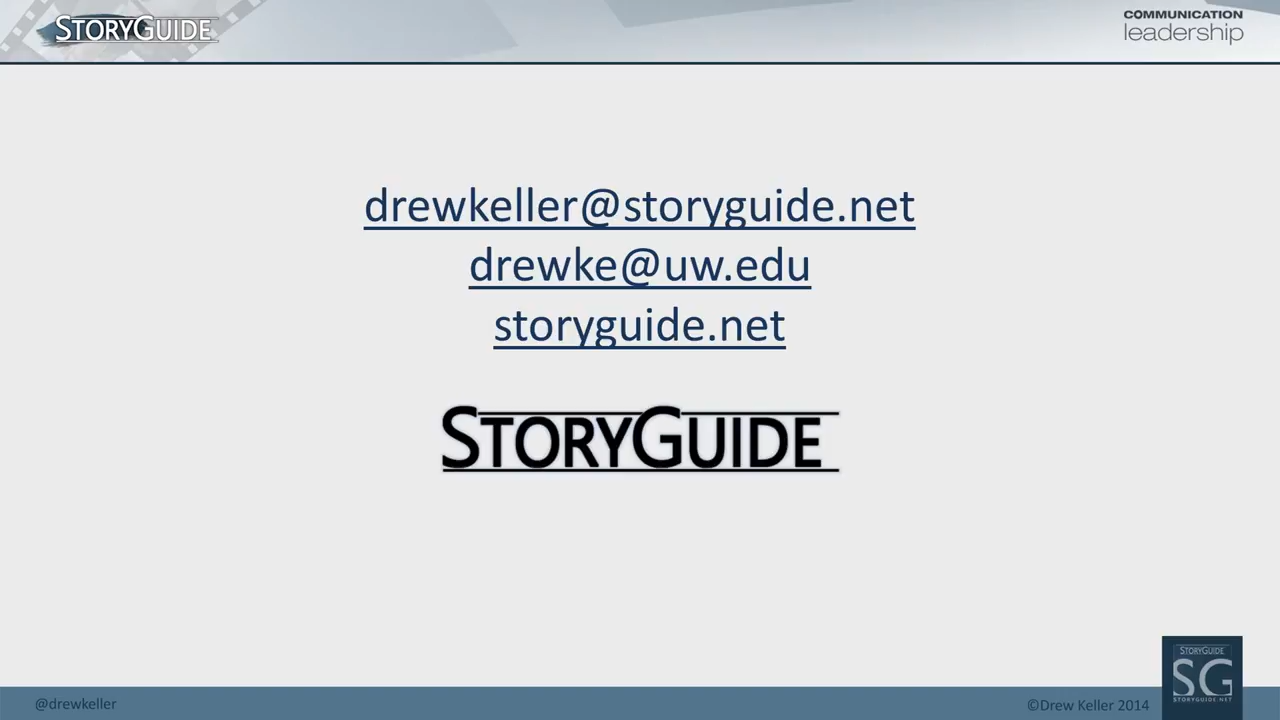 STORYGUIDE
COMMUNICATION
leadership
drewkeller@storyguide.net
drewke@uw.edu
storyguide.net
STORYGUIDE
STORYGUIDE
SG
STORYGUIDE.NET
@drewkeller
©Drew Keller 2014